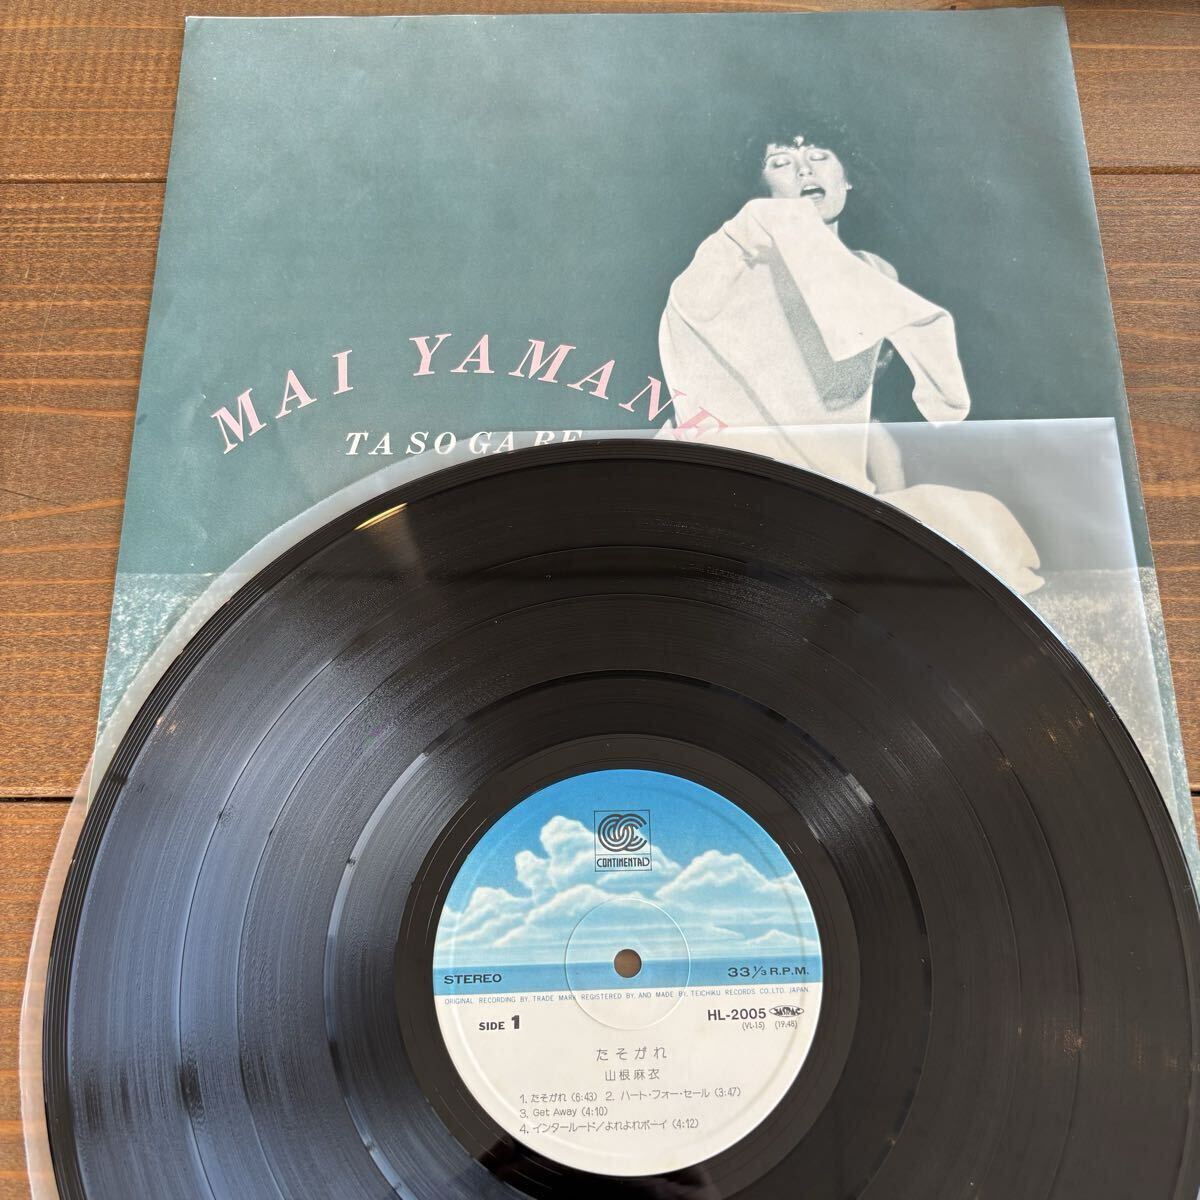 MAI YAMANE
TASOGARE
CONTINENTAL
STEREO
33 1/3 R.P.M.
ORIGINAL RECORDING BY, TRADE MARK REGISTERED BY, AND MADE BY, TEICHIKU RECORDS CO.LTD. JAPAN.
SIDE 1
HL-2005 JASRAC
(VL-15) (19:48)
たそがれ
山根麻衣
1. たそがれ (6:43) 2. ハート・フォー・セール (3:47)
3. Get Away (4:10)
4. インタールード／よれよれボーイ (4:12)